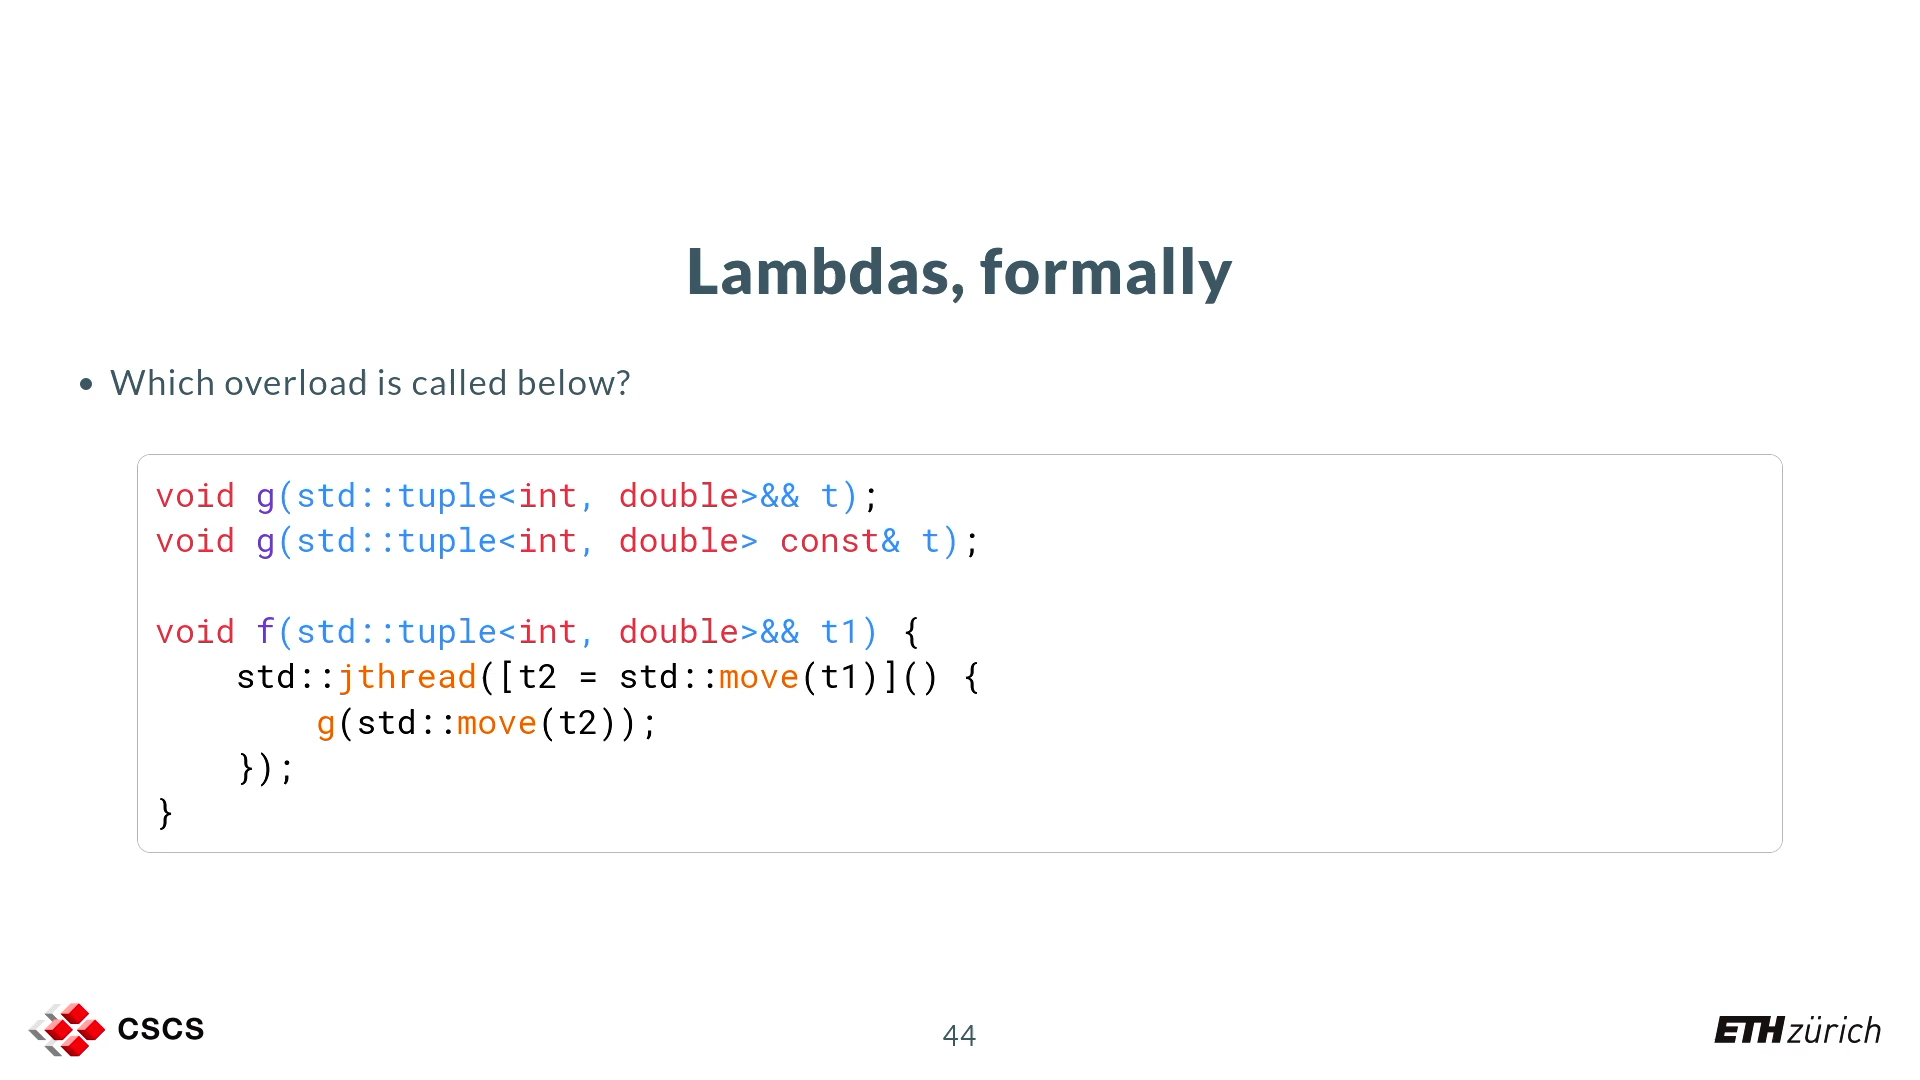 Lambdas, formally
• Which overload is called below?
void g(std::tuple<int, double>&& t);
void g(std::tuple<int, double> const& t);
void f(std::tuple<int, double>&& t1) {
    std::jthread([t2 = std::move(t1)]() {
        g(std::move(t2));
    });
}
CSCS
44
ETH zürich